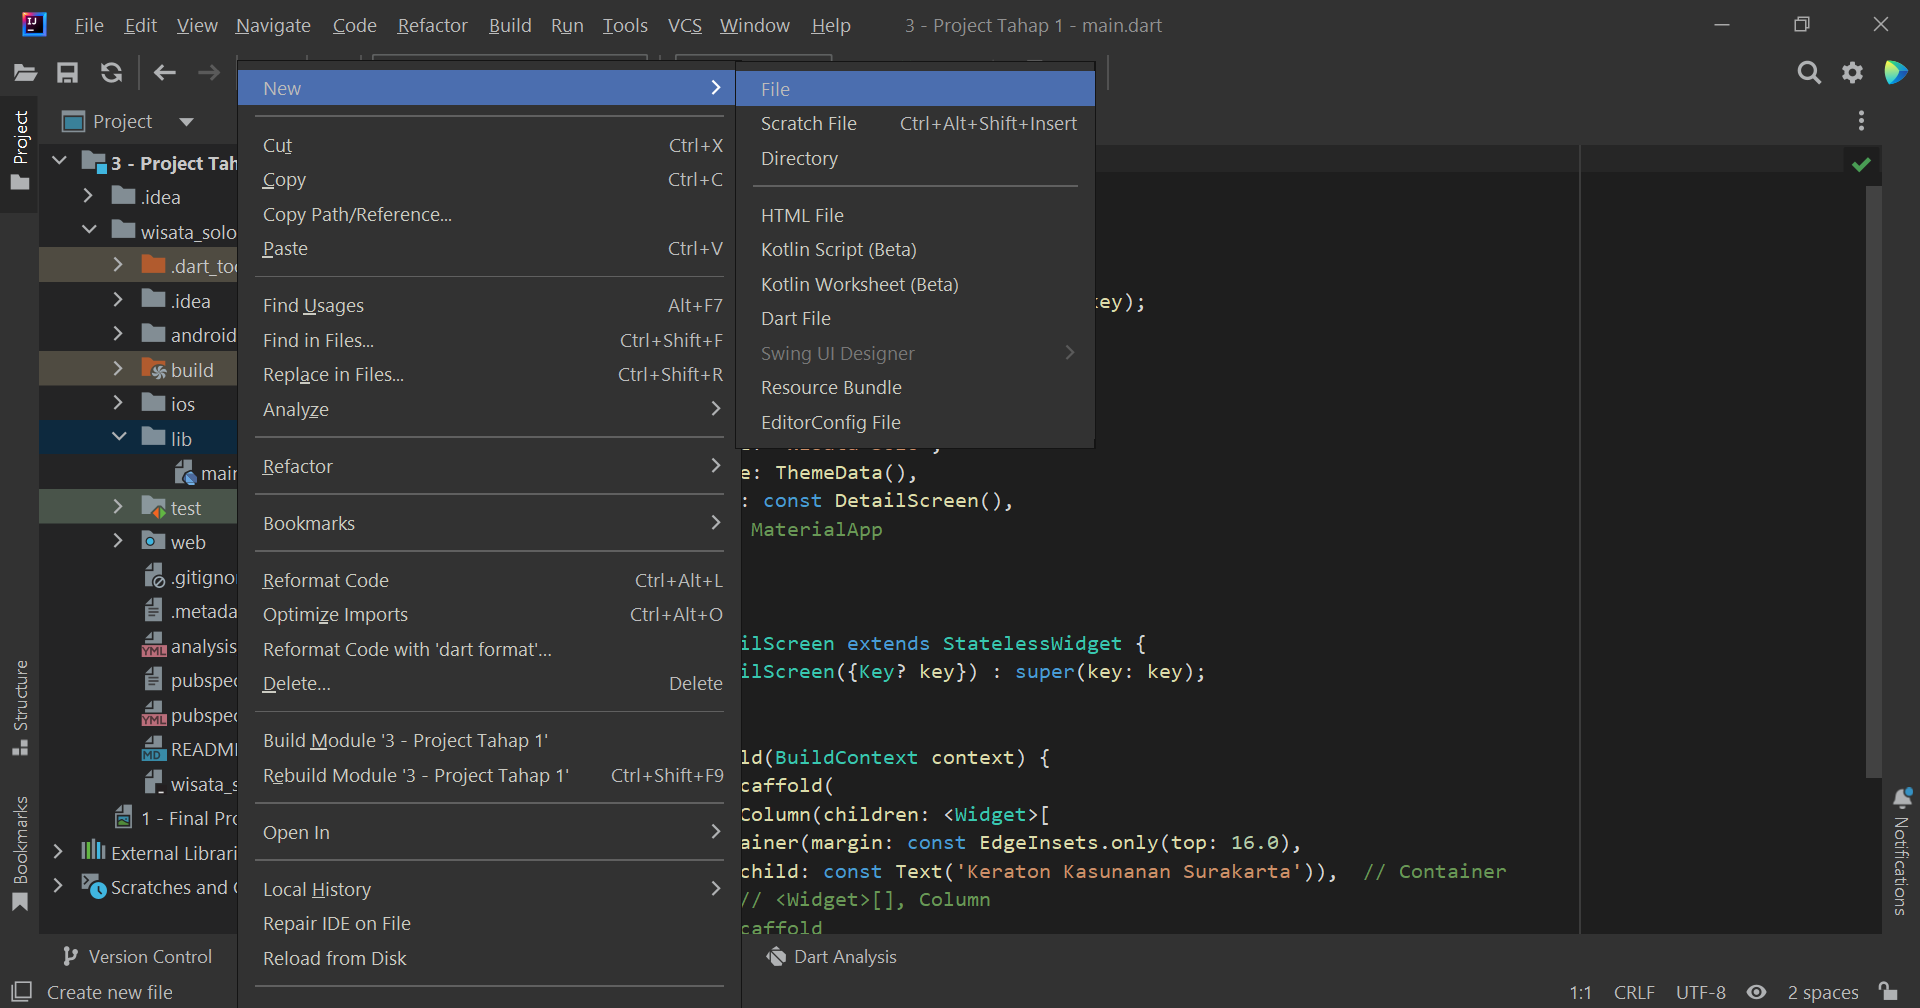 File Edit View Navigate Code Refactor Build Run Tools VCS Window Help 3 - Project Tahap 1 - main.dart
Project
Project
3 - Project Tah
.idea
wisata_solo
.dart_too
.idea
android
build
ios
lib
main
test
web
.gitigno
.metada
analysis
pubspec
pubspec
READM
wisata_s
1 - Final Pro
External Librari
Scratches and
Structure
Bookmarks
New
Cut Ctrl+X
Copy Ctrl+C
Copy Path/Reference...
Paste Ctrl+V
Find Usages Alt+F7
Find in Files... Ctrl+Shift+F
Replace in Files... Ctrl+Shift+R
Analyze
Refactor
Bookmarks
Reformat Code Ctrl+Alt+L
Optimize Imports Ctrl+Alt+O
Reformat Code with 'dart format'...
Delete... Delete
Build Module '3 - Project Tahap 1'
Rebuild Module '3 - Project Tahap 1' Ctrl+Shift+F9
Open In
Local History
Repair IDE on File
Reload from Disk
File
Scratch File Ctrl+Alt+Shift+Insert
Directory
HTML File
Kotlin Script (Beta)
Kotlin Worksheet (Beta)
Dart File
Swing UI Designer
Resource Bundle
EditorConfig File
ey);
e: ThemeData(),
: const DetailScreen(),
MaterialApp
ilScreen extends StatelessWidget {
ilScreen({Key? key}) : super(key: key);
ld(BuildContext context) {
caffold(
Column(children: <Widget>[
ainer(margin: const EdgeInsets.only(top: 16.0),
child: const Text('Keraton Kasunanan Surakarta')), // Container
// <Widget>[], Column
caffold
Notifications
Version Control Dart Analysis
Create new file 1:1 CRLF UTF-8 2 spaces